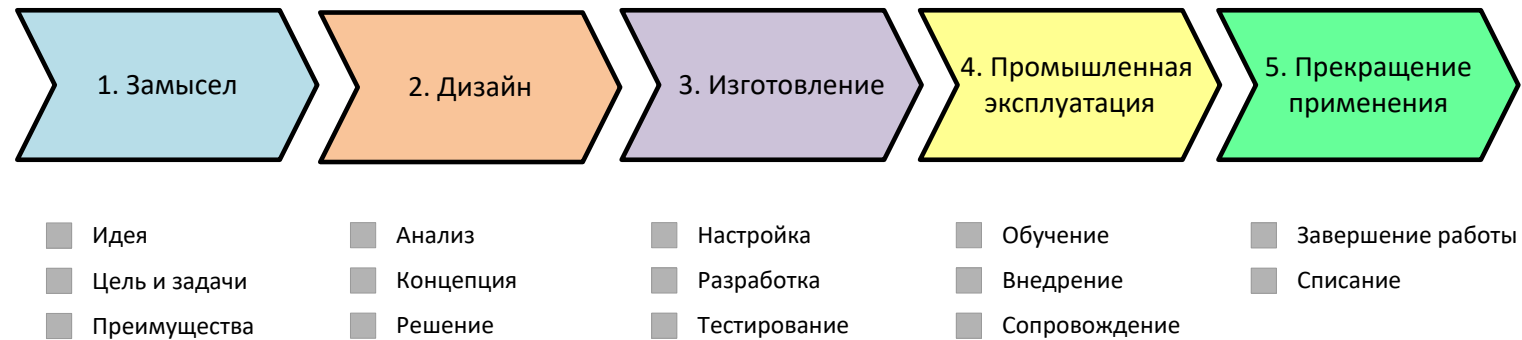 1. Замысел
2. Дизайн
3. Изготовление
4. Промышленная
эксплуатация
5. Прекращение
применения
Идея
Цель и задачи
Преимущества
Анализ
Концепция
Решение
Настройка
Разработка
Тестирование
Обучение
Внедрение
Сопровождение
Завершение работы
Списание